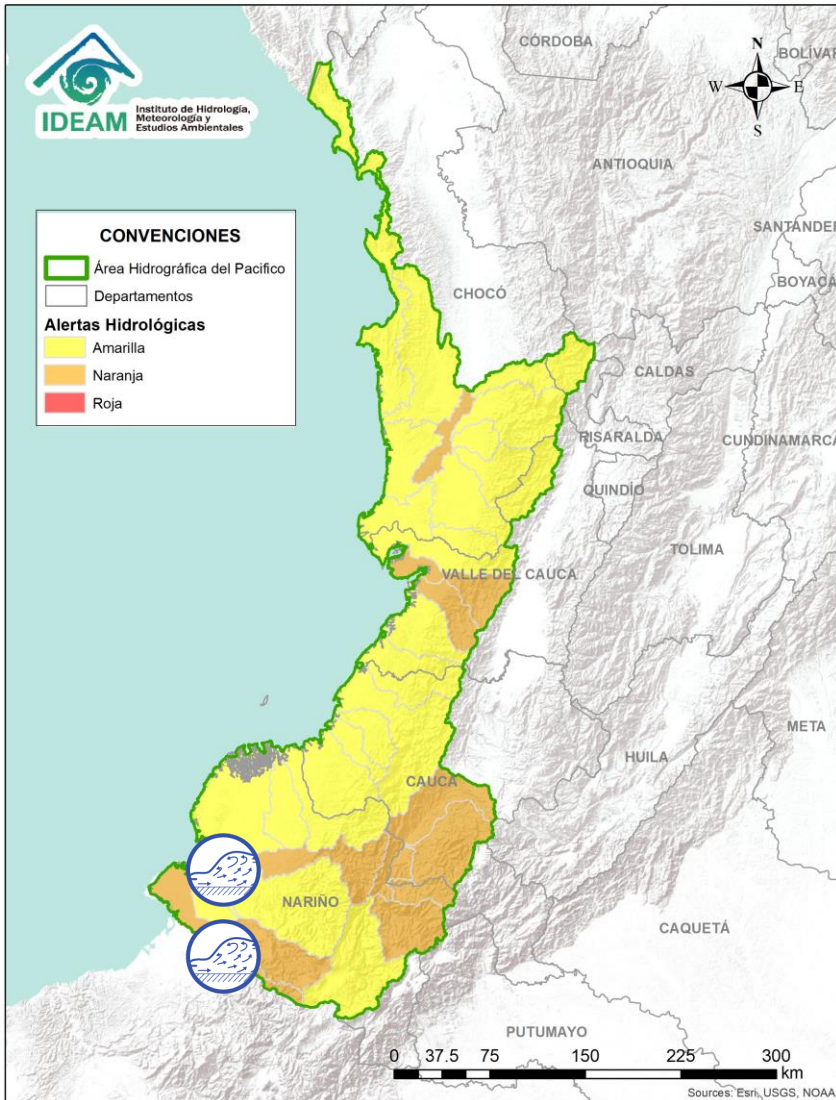 IDEAM
Instituto de Hidrología,
Meteorología y
Estudios Ambientales
CÓRDOBA
BOLÍVAR
N
W
E
S
ANTIOQUIA
SANTANDER
CONVENCIONES
Área Hidrográfica del Pacifico
Departamentos
Alertas Hidrológicas
Amarilla
Naranja
Roja
BOYACÁ
CHOCÓ
CALDAS
RISARALDA
CUNDINAMARCA
QUINDÍO
TOLIMA
VALLE DEL CAUCA
META
HUILA
CAUCA
NARIÑO
CAQUETÁ
PUTUMAYO
0 37.5 75 150 225 300
km
Sources: Esri, USGS, NOAA